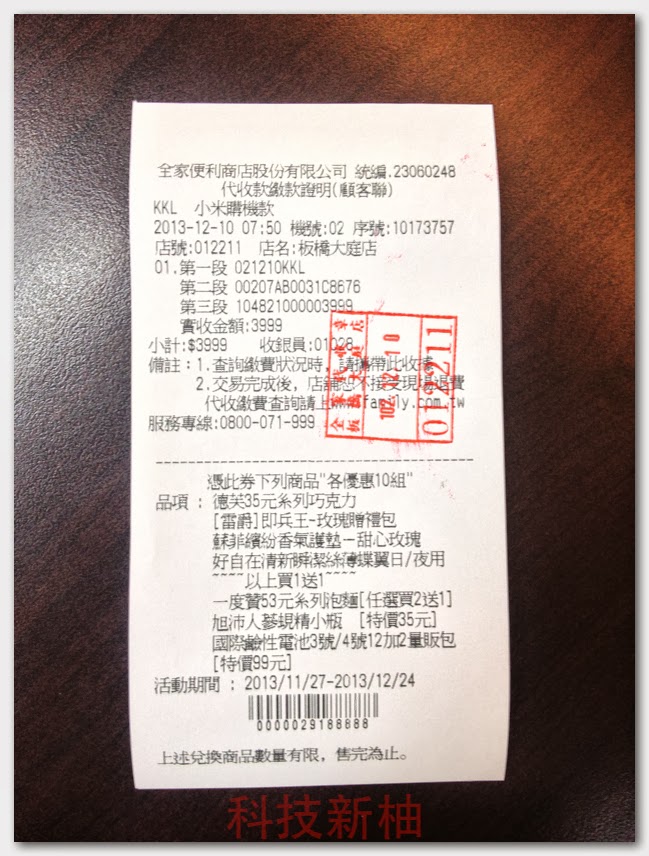 全家便利商店股份有限公司 統編.23060248
代收款繳款證明(顧客聯)
KKL 小米購機款
2013-12-10 07:50 機號:02 序號:10173757
店號:012211 店名:板橋大庭店
01.第一段 021210KKL
第二段 00207AB0031C8676
第三段 104821000003999
實收金額:3999
小計:$3999 收銀員:01028
備註:1.查詢繳費狀況時,請攜帶此收據
2.交易完成後,店舖恕不接受現場退費
代收繳費查詢請上www.family.com.tw
服務專線:0800-071-999
全家
板橋大庭店
102.12.10
012211
憑此券下列商品"各優惠10組"
品項 : 德芙35元系列巧克力
[雷爵]即兵王-玫瑰贈禮包
蘇菲繽紛香氣護墊-甜心玫瑰
好自在清新瞬潔絲薄蝶翼日/夜用
~~~~以上買1送1~~~~
一度贊53元系列泡麵[任選買2送1]
旭沛人蔘蜆精小瓶 [特價35元]
國際鹼性電池3號/4號12加2量販包
[特價99元]
活動期間 : 2013/11/27-2013/12/24
0000029188888
上述兌換商品數量有限,售完為止。
科技新柚